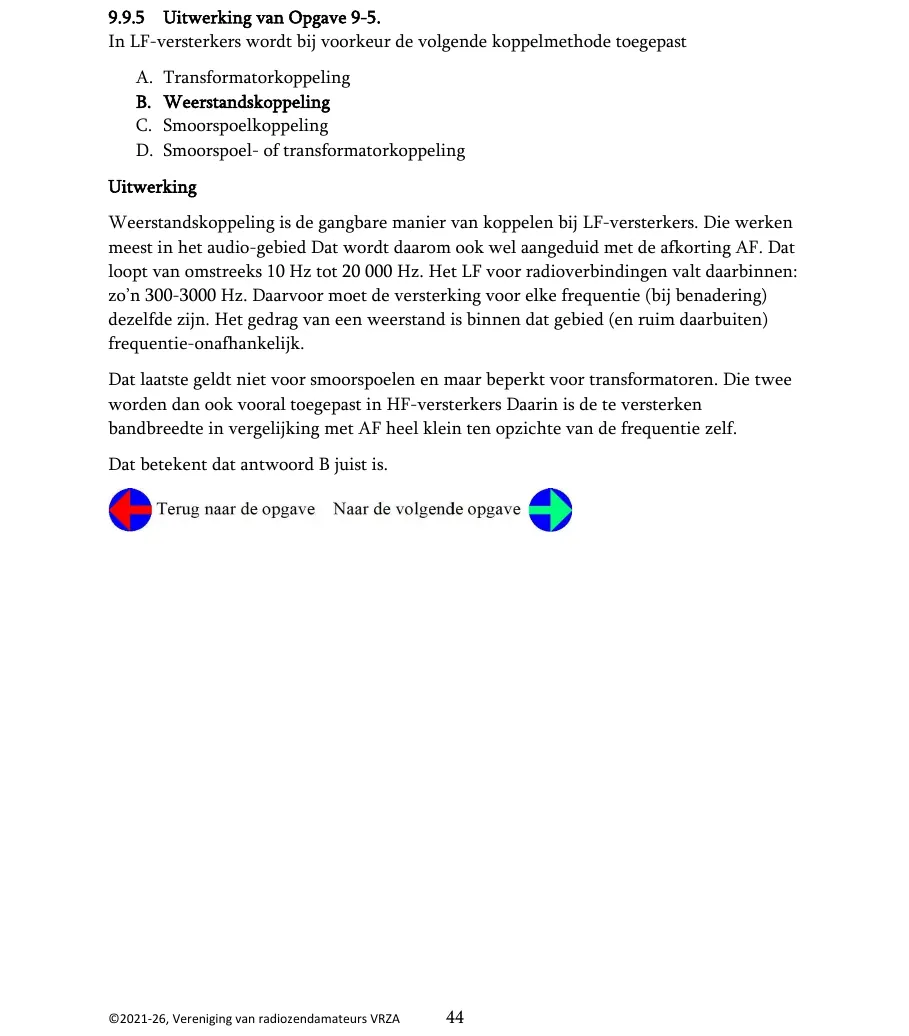 9.9.5 Uitwerking van Opgave 9-5.
In LF-versterkers wordt bij voorkeur de volgende koppelmethode toegepast
A. Transformatorkoppeling
B. Weerstandskoppeling
C. Smoorspoelkoppeling
D. Smoorspoel- of transformatorkoppeling
Uitwerking
Weerstandskoppeling is de gangbare manier van koppelen bij LF-versterkers. Die werken
meest in het audio-gebied Dat wordt daarom ook wel aangeduid met de afkorting AF. Dat
loopt van omstreeks 10 Hz tot 20 000 Hz. Het LF voor radioverbindingen valt daarbinnen:
zo’n 300-3000 Hz. Daarvoor moet de versterking voor elke frequentie (bij benadering)
dezelfde zijn. Het gedrag van een weerstand is binnen dat gebied (en ruim daarbuiten)
frequentie-onafhankelijk.
Dat laatste geldt niet voor smoorspoelen en maar beperkt voor transformatoren. Die twee
worden dan ook vooral toegepast in HF-versterkers Daarin is de te versterken
bandbreedte in vergelijking met AF heel klein ten opzichte van de frequentie zelf.
Dat betekent dat antwoord B juist is.
Terug naar de opgave Naar de volgende opgave
©2021-26, Vereniging van radiozendamateurs VRZA 44